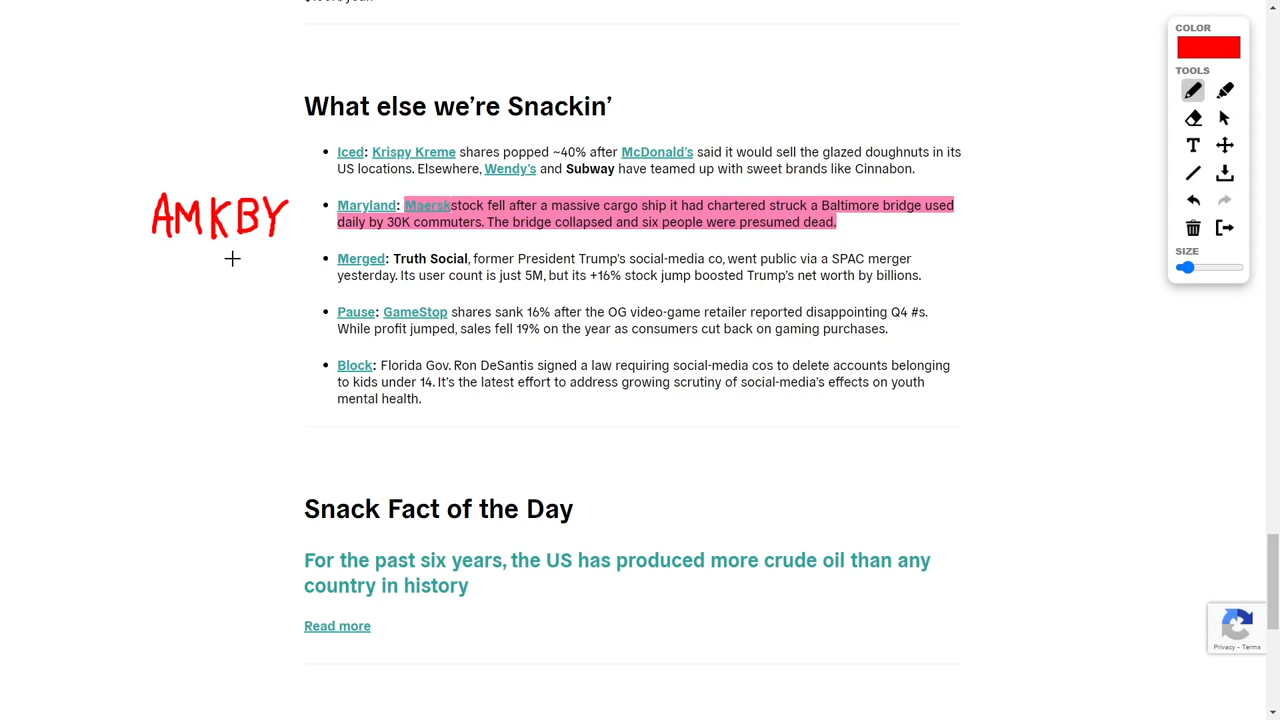 What else we're Snackin'
• Iced: Krispy Kreme shares popped ~40% after McDonald's said it would sell the glazed doughnuts in its
US locations. Elsewhere, Wendy's and Subway have teamed up with sweet brands like Cinnabon.
AMKBY
• Maryland: Maersk stock fell after a massive cargo ship it had chartered struck a Baltimore bridge used
daily by 30K commuters. The bridge collapsed and six people were presumed dead.
• Merged: Truth Social, former President Trump's social-media co, went public via a SPAC merger
yesterday. Its user count is just 5M, but its +16% stock jump boosted Trump's net worth by billions.
• Pause: GameStop shares sank 16% after the OG video-game retailer reported disappointing Q4 #s.
While profit jumped, sales fell 19% on the year as consumers cut back on gaming purchases.
• Block: Florida Gov. Ron DeSantis signed a law requiring social-media cos to delete accounts belonging
to kids under 14. It's the latest effort to address growing scrutiny of social-media's effects on youth
mental health.
Snack Fact of the Day
For the past six years, the US has produced more crude oil than any
country in history
Read more
COLOR
TOOLS
T
SIZE
Privacy - Terms